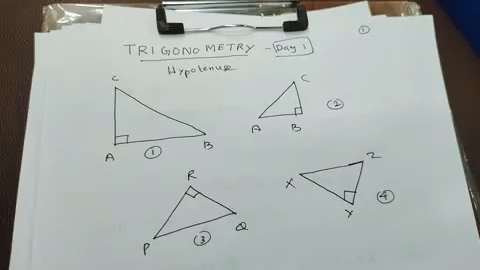 ①
TRIGONOMETRY - Day 1
Hypotenuse
C
A
B
①
C
A
B
②
R
P
Q
③
X
Z
Y
④